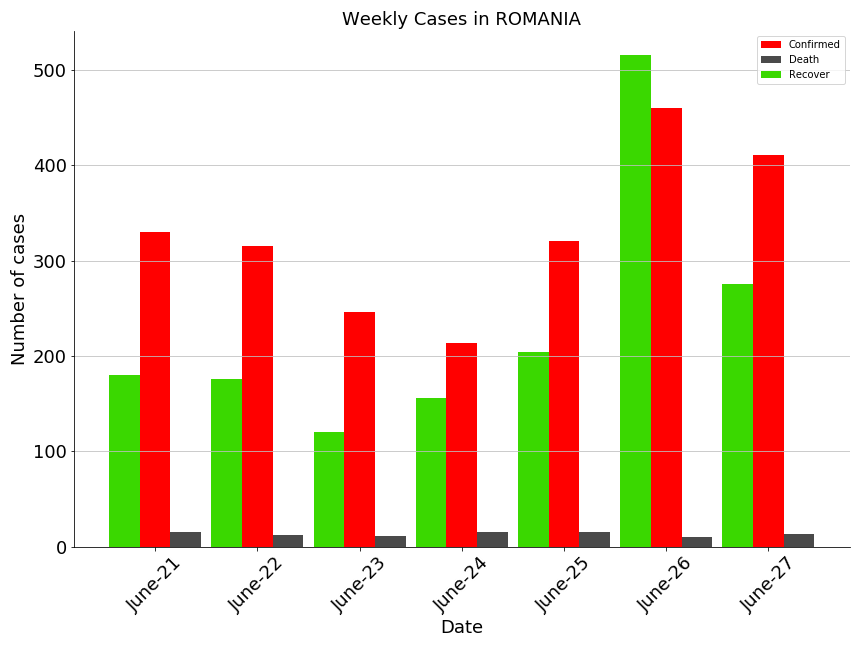 Weekly Cases in ROMANIA
Confirmed
Death
Recover
Number of cases
500
400
300
200
100
0
June-21
June-22
June-23
June-24
June-25
June-26
June-27
Date